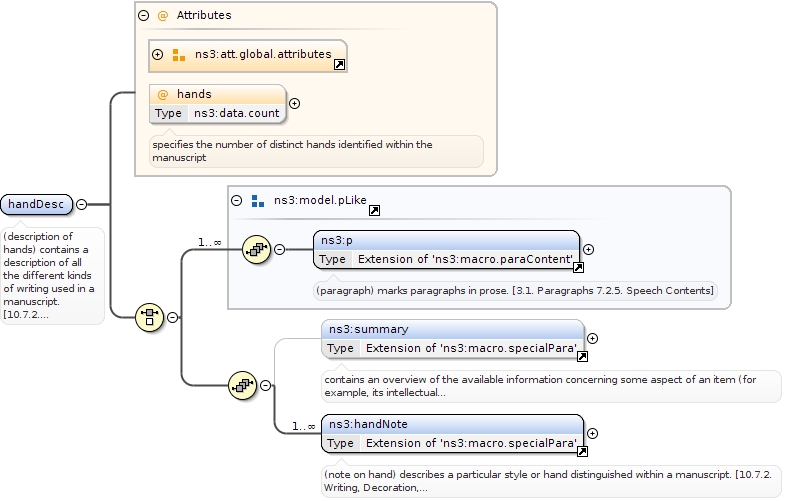 Attributes
ns3:att.global.attributes
hands
Type ns3:data.count
specifies the number of distinct hands identified within the
manuscript
handDesc
(description of
hands) contains a
description of all
the different kinds
of writing used in a
manuscript.
[10.7.2....
ns3:model.pLike
1..∞
ns3:p
Type Extension of 'ns3:macro.paraContent'
(paragraph) marks paragraphs in prose. [3.1. Paragraphs 7.2.5. Speech Contents]
ns3:summary
Type Extension of 'ns3:macro.specialPara'
contains an overview of the available information concerning some aspect of an item (for
example, its intellectual...
1..∞
ns3:handNote
Type Extension of 'ns3:macro.specialPara'
(note on hand) describes a particular style or hand distinguished within a manuscript. [10.7.2.
Writing, Decoration,...